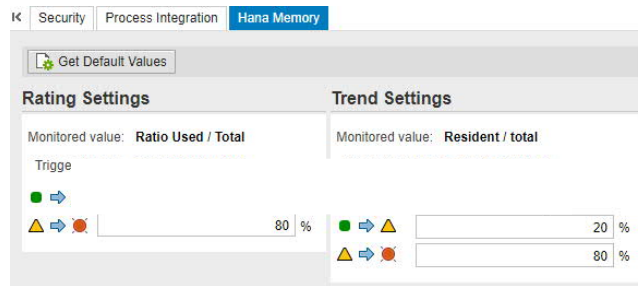 Security Process Integration Hana Memory
Get Default Values
Rating Settings Trend Settings
Monitored value: Ratio Used / Total Monitored value: Resident / total
Trigge
80 % 20 %
80 %